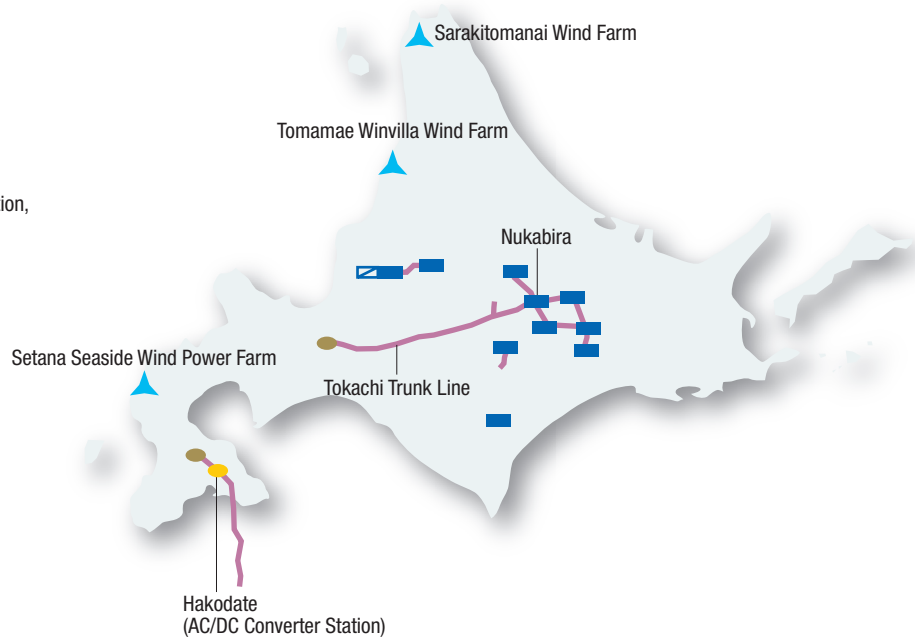 Sarakitomanai Wind Farm
Tomamae Winvilla Wind Farm
tion,
Nukabira
Setana Seaside Wind Power Farm
Tokachi Trunk Line
Hakodate
(AC/DC Converter Station)